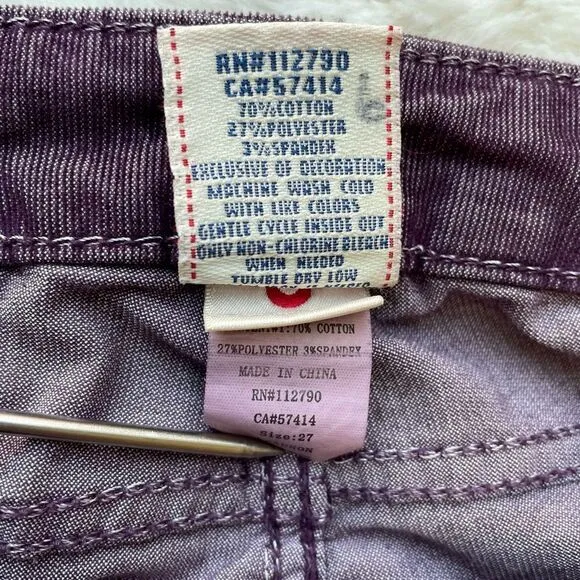 RN#112790
CA#57414
70%COTTON
27%POLYESTER
3%SPANDEX
EXCLUSIVE OF DECORATION
MACHINE WASH COLD
WITH LIKE COLORS
GENTLE CYCLE INSIDE OUT
ONLY NON-CHLORINE BLEACH
WHEN NEEDED
TUMBLE DRY LOW
70% COTTON
27%POLYESTER 3%SPANDEX
MADE IN CHINA
RN#112790
CA#57414
Size:27